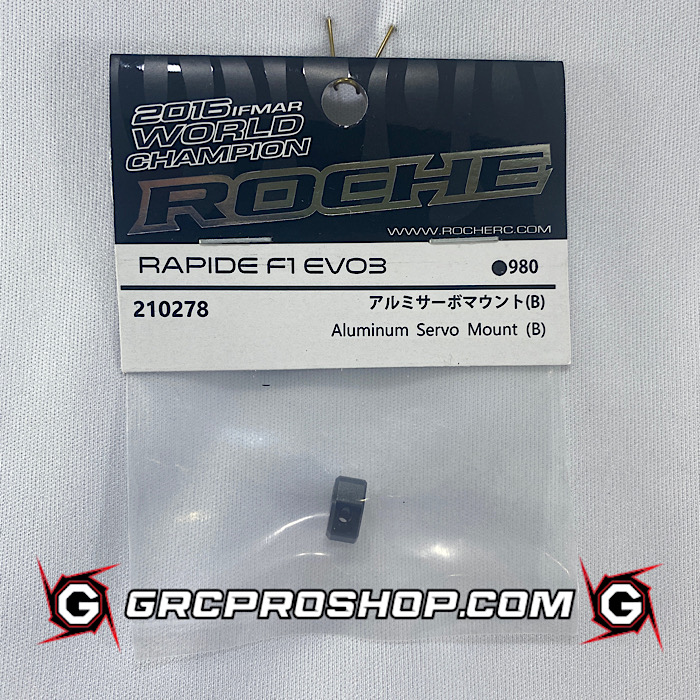 2015 IFMAR
WORLD
CHAMPION
ROCHE
WWW.ROCHERC.COM
RAPIDE F1 EVO3
●980
210278
アルミサーボマウント(B)
Aluminum Servo Mount (B)
G GRCPROSHOP.COM G